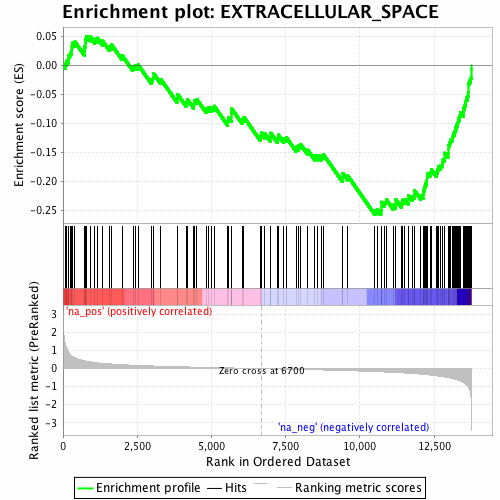 Enrichment plot: EXTRACELLULAR_SPACE
Enrichment score (ES)
0.05
0.00
-0.05
-0.10
-0.15
-0.20
-0.25
'na_pos' (positively correlated)
Ranked list metric (PreRanked)
3
2
1
0
-1
-2
-3
Zero cross at 6700
'na_neg' (negatively correlated)
0 2,500 5,000 7,500 10,000 12,500
Rank in Ordered Dataset
Enrichment profile Hits Ranking metric scores